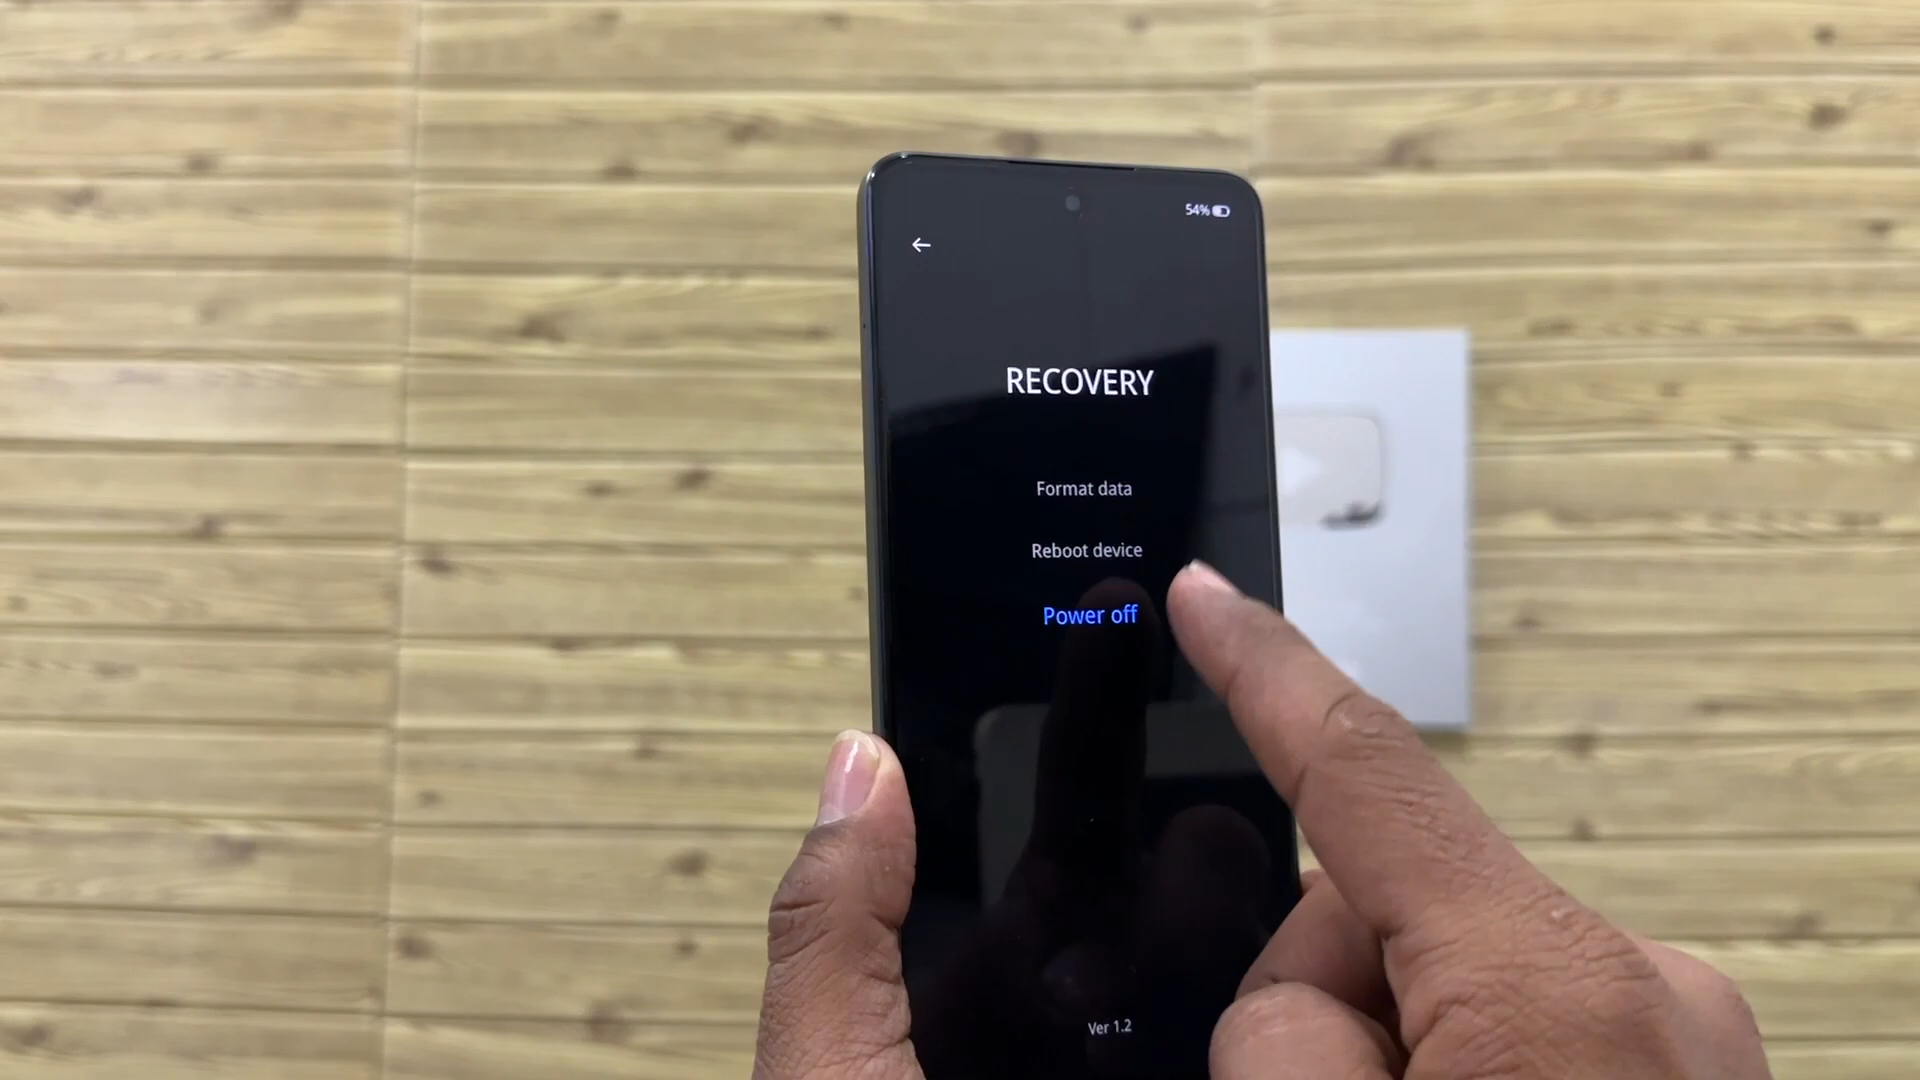 54%
RECOVERY
Format data
Reboot device
Power off
Ver 1.2